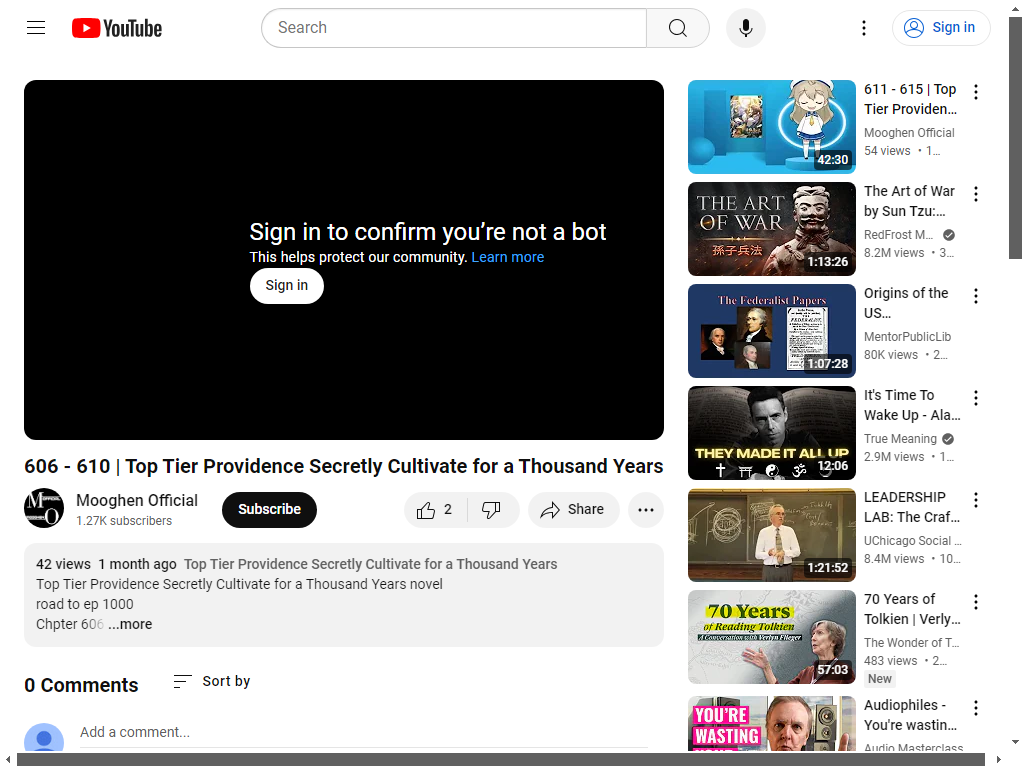 YouTube
Search
Sign in
Sign in to confirm you're not a bot
This helps protect our community. Learn more
Sign in
606 - 610 | Top Tier Providence Secretly Cultivate for a Thousand Years
Mooghen Official
1.27K subscribers
Subscribe
2
Share
42 views 1 month ago Top Tier Providence Secretly Cultivate for a Thousand Years
Top Tier Providence Secretly Cultivate for a Thousand Years novel
road to ep 1000
Chpter 606 ...more
0 Comments
Sort by
Add a comment...
42:30
611 - 615 | Top
Tier Providen...
Mooghen Official
54 views • 1...
THE ART
OF WAR
孫子兵法
1:13:26
The Art of War
by Sun Tzu:...
RedFrost M...
8.2M views • 3...
The Federalist Papers
1:07:28
Origins of the
US...
MentorPublicLib
80K views • 2...
THEY MADE IT ALL UP
12:06
It's Time To
Wake Up - Ala...
True Meaning
2.9M views • 1...
1:21:52
LEADERSHIP
LAB: The Craf...
UChicago Social ...
8.4M views • 10...
70 Years
of Reading Tolkien
A Conversation with Verlyn Flieger
57:03
70 Years of
Tolkien | Verly...
The Wonder of T...
483 views • 2...
New
YOU'RE
WASTING
Audiophiles -
You're wastin...
Audio Masterclass